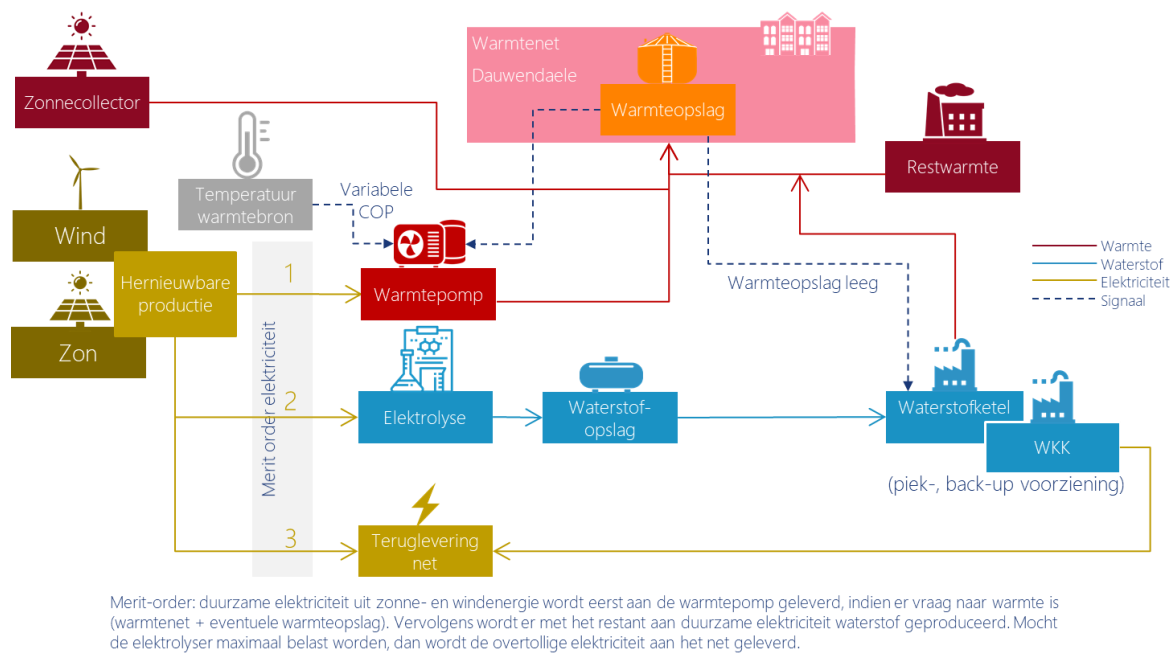 Warmtenet
Dauwendaele
Zonnecollector
Warmteopslag
Restwarmte
Temperatuur
warmtebron
Variabele
COP
Wind
Hernieuwbare
productie
Zon
Merit order elektriciteit
1
Warmtepomp
Warmteopslag leeg
Warmte
Waterstof
Elektriciteit
Signaal
2
Elektrolyse
Waterstof-
opslag
Waterstofketel
WKK
(piek-, back-up voorziening)
3
Teruglevering
net
Merit-order: duurzame elektriciteit uit zonne- en windenergie wordt eerst aan de warmtepomp geleverd, indien er vraag naar warmte is
(warmtenet + eventuele warmteopslag). Vervolgens wordt er met het restant aan duurzame elektriciteit waterstof geproduceerd. Mocht
de elektrolyser maximaal belast worden, dan wordt de overtollige elektriciteit aan het net geleverd.